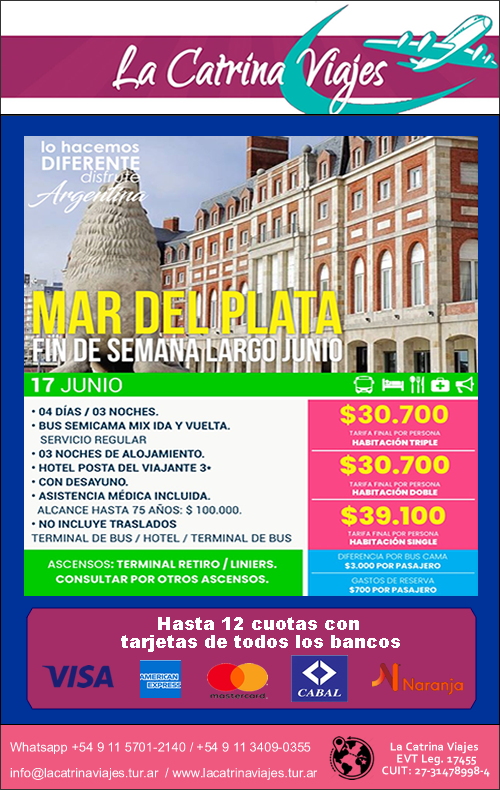 La Catrina Viajes
lo hacemos
DIFERENTE
disfrute
Argentina
MAR DEL PLATA
FIN DE SEMANA LARGO JUNIO
17 JUNIO
• 04 DÍAS / 03 NOCHES.
• BUS SEMICAMA MIX IDA Y VUELTA.
SERVICIO REGULAR
• 03 NOCHES DE ALOJAMIENTO.
• HOTEL POSTA DEL VIAJANTE 3*
• CON DESAYUNO.
• ASISTENCIA MÉDICA INCLUIDA.
ALCANCE HASTA 75 AÑOS: $ 100.000.
• NO INCLUYE TRASLADOS
TERMINAL DE BUS / HOTEL / TERMINAL DE BUS
$30.700
TARIFA FINAL POR PERSONA
HABITACIÓN TRIPLE
$30.700
TARIFA FINAL POR PERSONA
HABITACIÓN DOBLE
$39.100
TARIFA FINAL POR PERSONA
HABITACIÓN SINGLE
ASCENSOS: TERMINAL RETIRO / LINIERS.
CONSULTAR POR OTROS ASCENSOS.
DIFERENCIA POR BUS CAMA
$3.000 POR PASAJERO
GASTOS DE RESERVA
$700 POR PASAJERO
Hasta 12 cuotas con
tarjetas de todos los bancos
VISA
AMERICAN
EXPRESS
mastercard
CABAL
Naranja
Whatsapp +54 9 11 5701-2140 / +54 9 11 3409-0355
info@lacatrinaviajes.tur.ar / www.lacatrinaviajes.tur.ar
La Catrina Viajes
EVT Leg. 17455
CUIT: 27-31478998-4